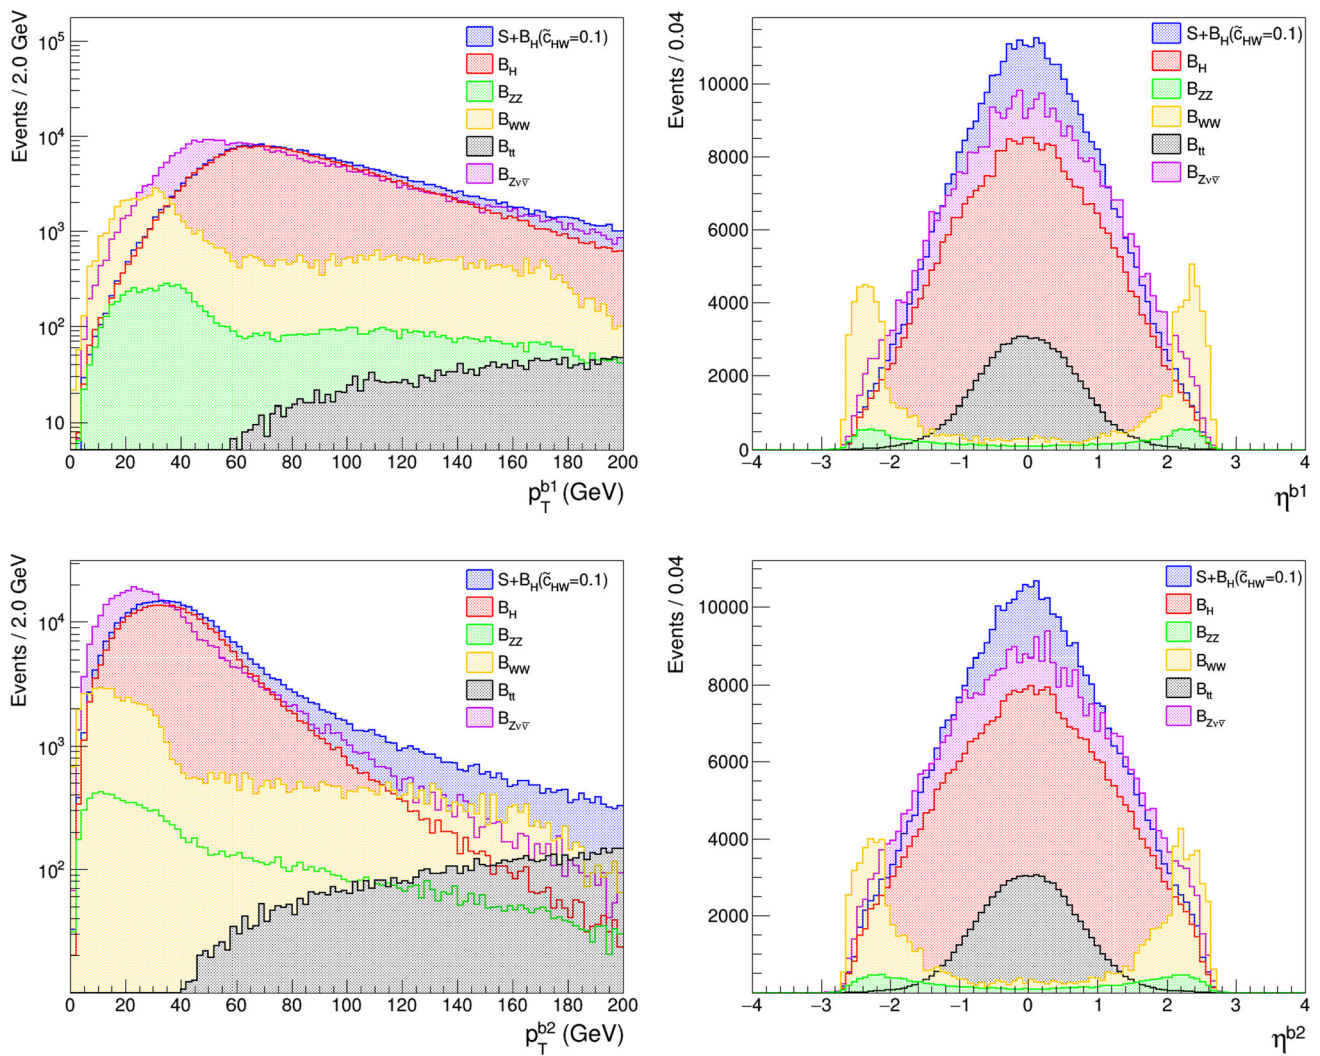 Events / 2.0 GeV
10⁵
10⁴
10³
10²
10
S+B_H(c̃_HW=0.1)
B_H
B_ZZ
B_WW
B_tt
B_Zνν̅
0 20 40 60 80 100 120 140 160 180 200
p_T^b1 (GeV)
Events / 0.04
10000
8000
6000
4000
2000
0
S+B_H(c̃_HW=0.1)
B_H
B_ZZ
B_WW
B_tt
B_Zνν̅
−4 −3 −2 −1 0 1 2 3 4
η^b1
Events / 2.0 GeV
10⁴
10³
10²
S+B_H(c̃_HW=0.1)
B_H
B_ZZ
B_WW
B_tt
B_Zνν̅
0 20 40 60 80 100 120 140 160 180 200
p_T^b2 (GeV)
Events / 0.04
10000
8000
6000
4000
2000
S+B_H(c̃_HW=0.1)
B_H
B_ZZ
B_WW
B_tt
B_Zνν̅
−4 −3 −2 −1 0 1 2 3 4
η^b2